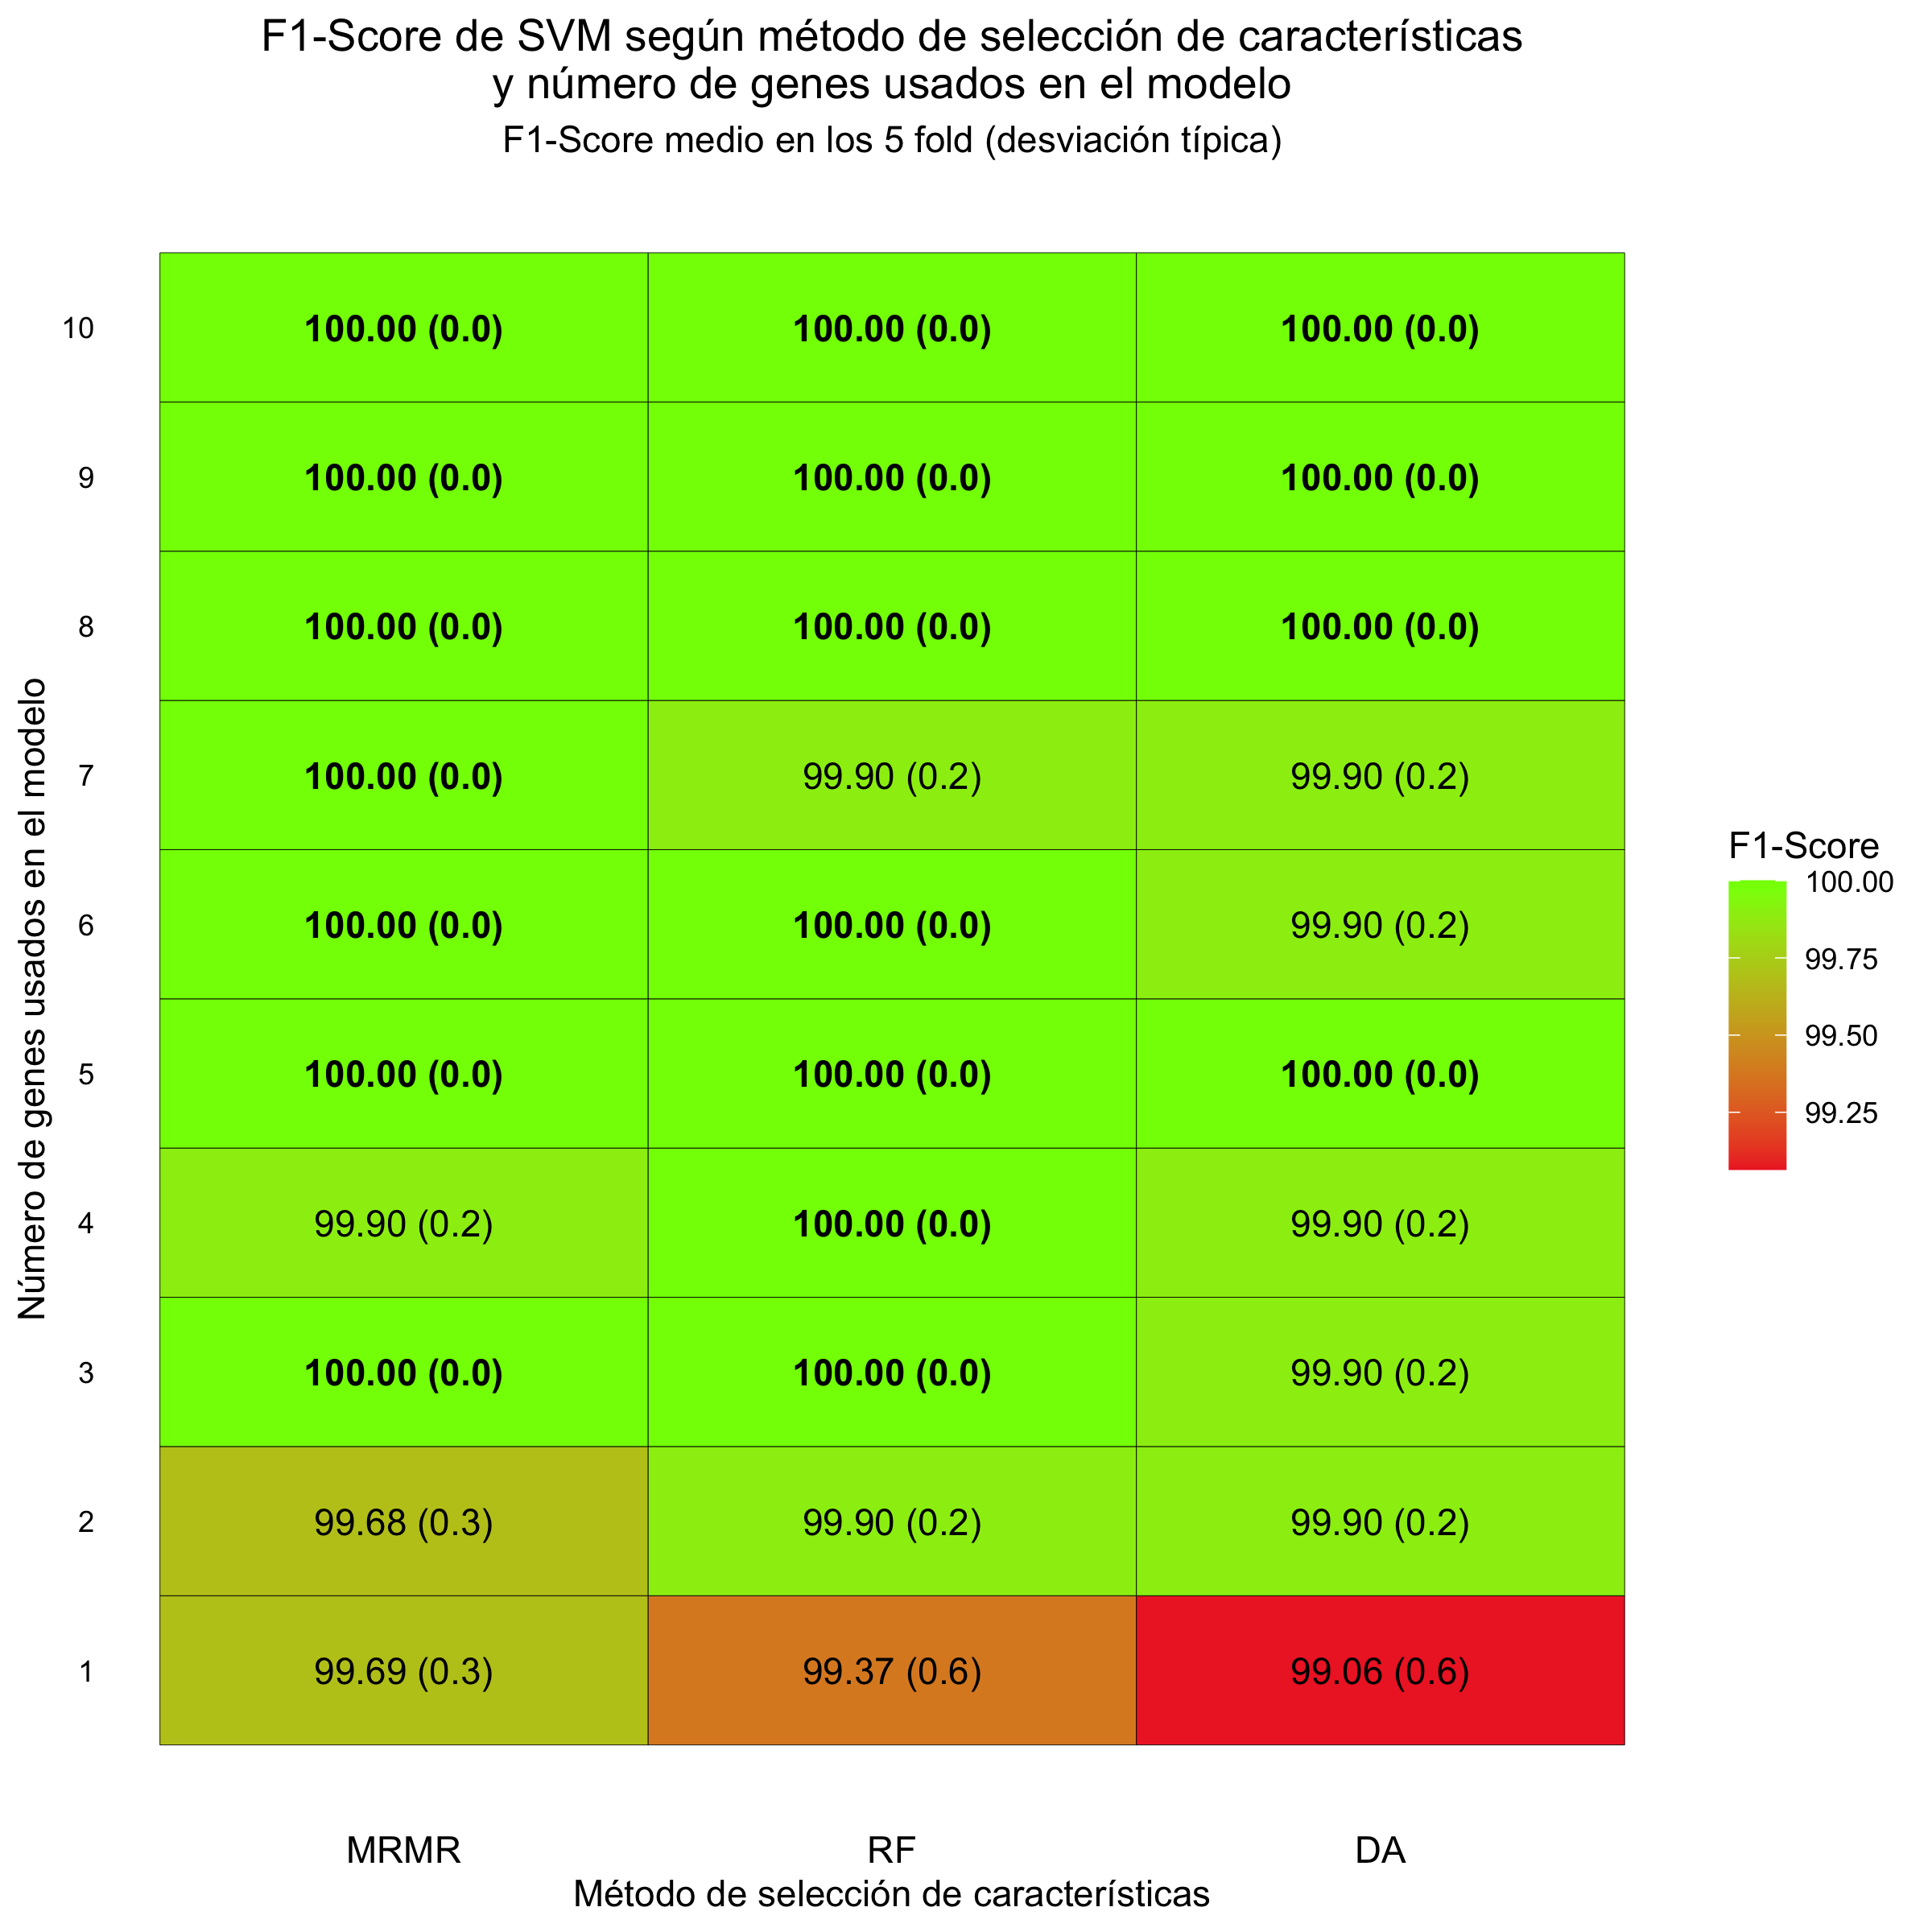 F1-Score de SVM según método de selección de características
y número de genes usados en el modelo
F1-Score medio en los 5 fold (desviación típica)
Número de genes usados en el modelo
10 100.00 (0.0) 100.00 (0.0) 100.00 (0.0)
9 100.00 (0.0) 100.00 (0.0) 100.00 (0.0)
8 100.00 (0.0) 100.00 (0.0) 100.00 (0.0)
7 100.00 (0.0) 99.90 (0.2) 99.90 (0.2)
6 100.00 (0.0) 100.00 (0.0) 99.90 (0.2)
5 100.00 (0.0) 100.00 (0.0) 100.00 (0.0)
4 99.90 (0.2) 100.00 (0.0) 99.90 (0.2)
3 100.00 (0.0) 100.00 (0.0) 99.90 (0.2)
2 99.68 (0.3) 99.90 (0.2) 99.90 (0.2)
1 99.69 (0.3) 99.37 (0.6) 99.06 (0.6)
MRMR RF DA
Método de selección de características
F1-Score
100.00
99.75
99.50
99.25